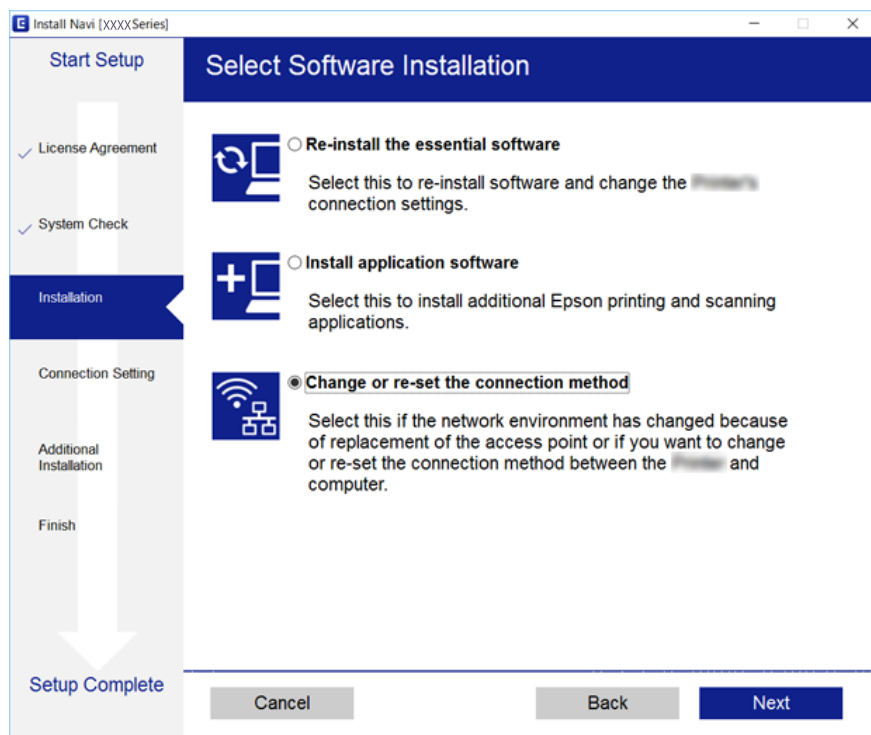 E Install Navi [XXXX Series]
Start Setup
License Agreement
System Check
Installation
Connection Setting
Additional
Installation
Finish
Setup Complete
Select Software Installation
Re-install the essential software
Select this to re-install software and change the
connection settings.
Install application software
Select this to install additional Epson printing and scanning
applications.
Change or re-set the connection method
Select this if the network environment has changed because
of replacement of the access point or if you want to change
or re-set the connection method between the and
computer.
Cancel
Back
Next